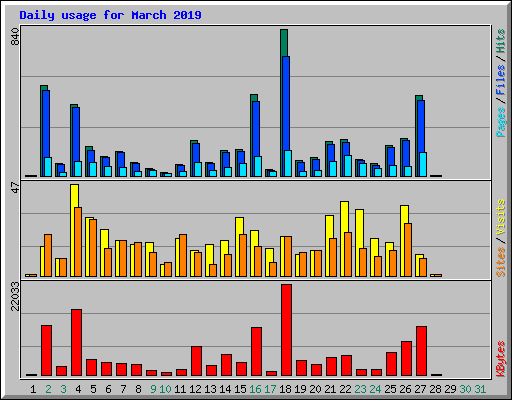 Daily usage for March 2019
840
Pages / Files / Hits
47
Sites / Visits
22033
KBytes
1 2 3 4 5 6 7 8 9 10 11 12 13 14 15 16 17 18 19 20 21 22 23 24 25 26 27 28 29 30 31